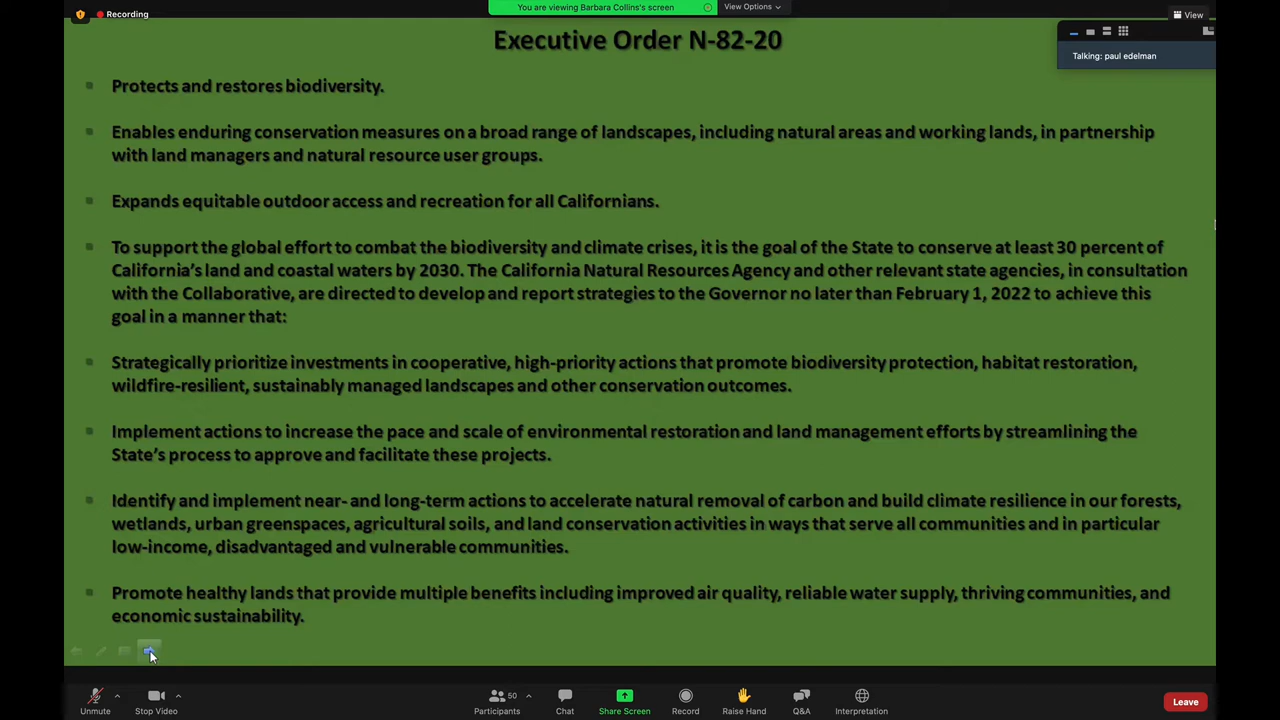 Recording
You are viewing Barbara Collins's screen
View Options
View
Executive Order N-82-20
Talking: paul edelman
Protects and restores biodiversity.
Enables enduring conservation measures on a broad range of landscapes, including natural areas and working lands, in partnership
with land managers and natural resource user groups.
Expands equitable outdoor access and recreation for all Californians.
To support the global effort to combat the biodiversity and climate crises, it is the goal of the State to conserve at least 30 percent of
California's land and coastal waters by 2030. The California Natural Resources Agency and other relevant state agencies, in consultation
with the Collaborative, are directed to develop and report strategies to the Governor no later than February 1, 2022 to achieve this
goal in a manner that:
Strategically prioritize investments in cooperative, high-priority actions that promote biodiversity protection, habitat restoration,
wildfire-resilient, sustainably managed landscapes and other conservation outcomes.
Implement actions to increase the pace and scale of environmental restoration and land management efforts by streamlining the
State's process to approve and facilitate these projects.
Identify and implement near- and long-term actions to accelerate natural removal of carbon and build climate resilience in our forests,
wetlands, urban greenspaces, agricultural soils, and land conservation activities in ways that serve all communities and in particular
low-income, disadvantaged and vulnerable communities.
Promote healthy lands that provide multiple benefits including improved air quality, reliable water supply, thriving communities, and
economic sustainability.
50
Unmute
Stop Video
Participants
Chat
Share Screen
Record
Raise Hand
Q&A
Interpretation
Leave